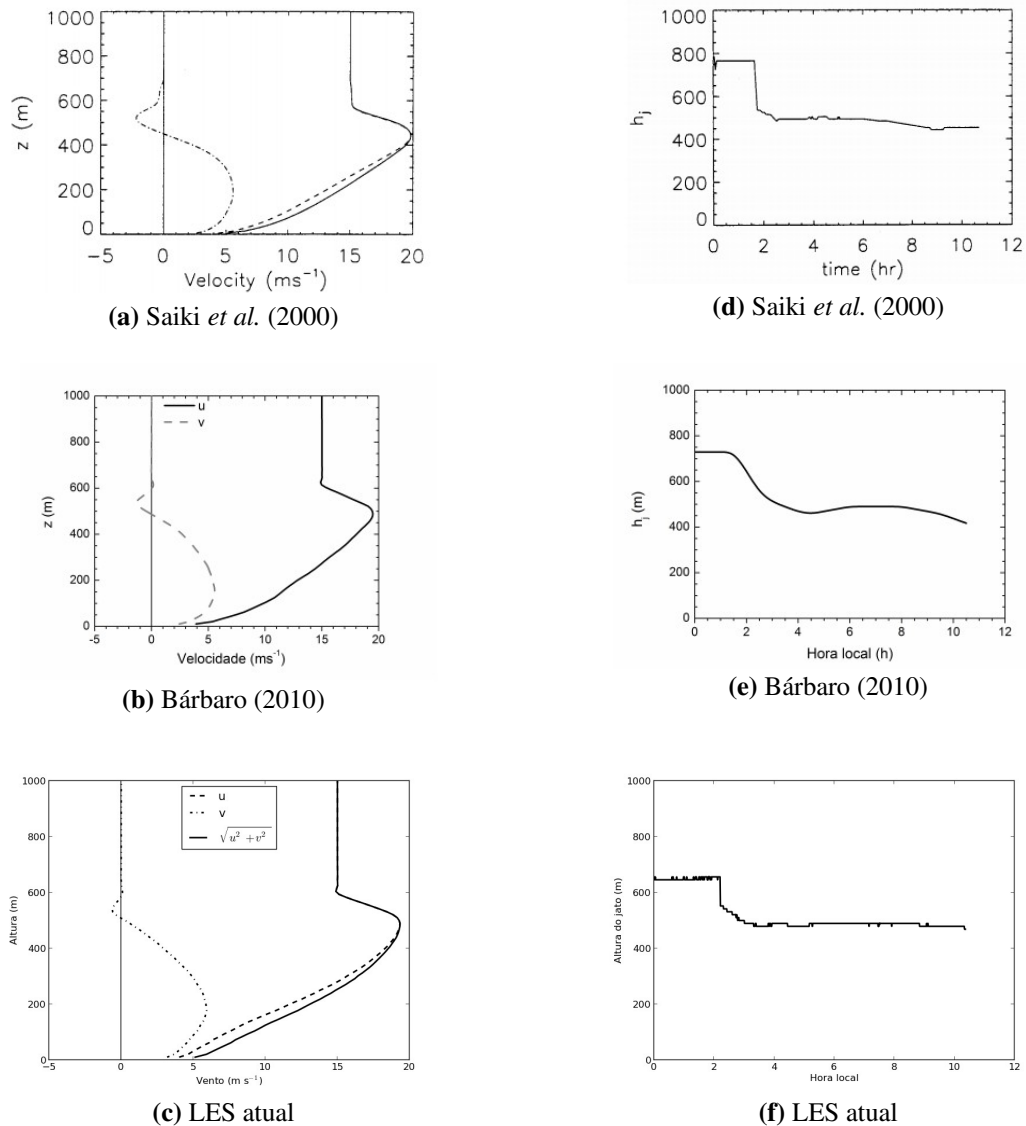 1000
800
600
400
200
0
z (m)
−5 0 5 10 15 20
Velocity (ms⁻¹)
(a) Saiki et al. (2000)
1000
800
600
400
200
0
h_j
0 2 4 6 8 10 12
time (hr)
(d) Saiki et al. (2000)
1000
800
600
400
200
0
z (m)
u
v
-5 0 5 10 15 20
Velocidade (ms⁻¹)
(b) Bárbaro (2010)
1000
800
600
400
200
0
h_j (m)
0 2 4 6 8 10 12
Hora local (h)
(e) Bárbaro (2010)
1000
800
600
400
200
0
Altura (m)
u
v
√u² + v²
−5 0 5 10 15 20
Vento (m s⁻¹)
(c) LES atual
1000
800
600
400
200
0
Altura do jato (m)
0 2 4 6 8 10 12
Hora local
(f) LES atual